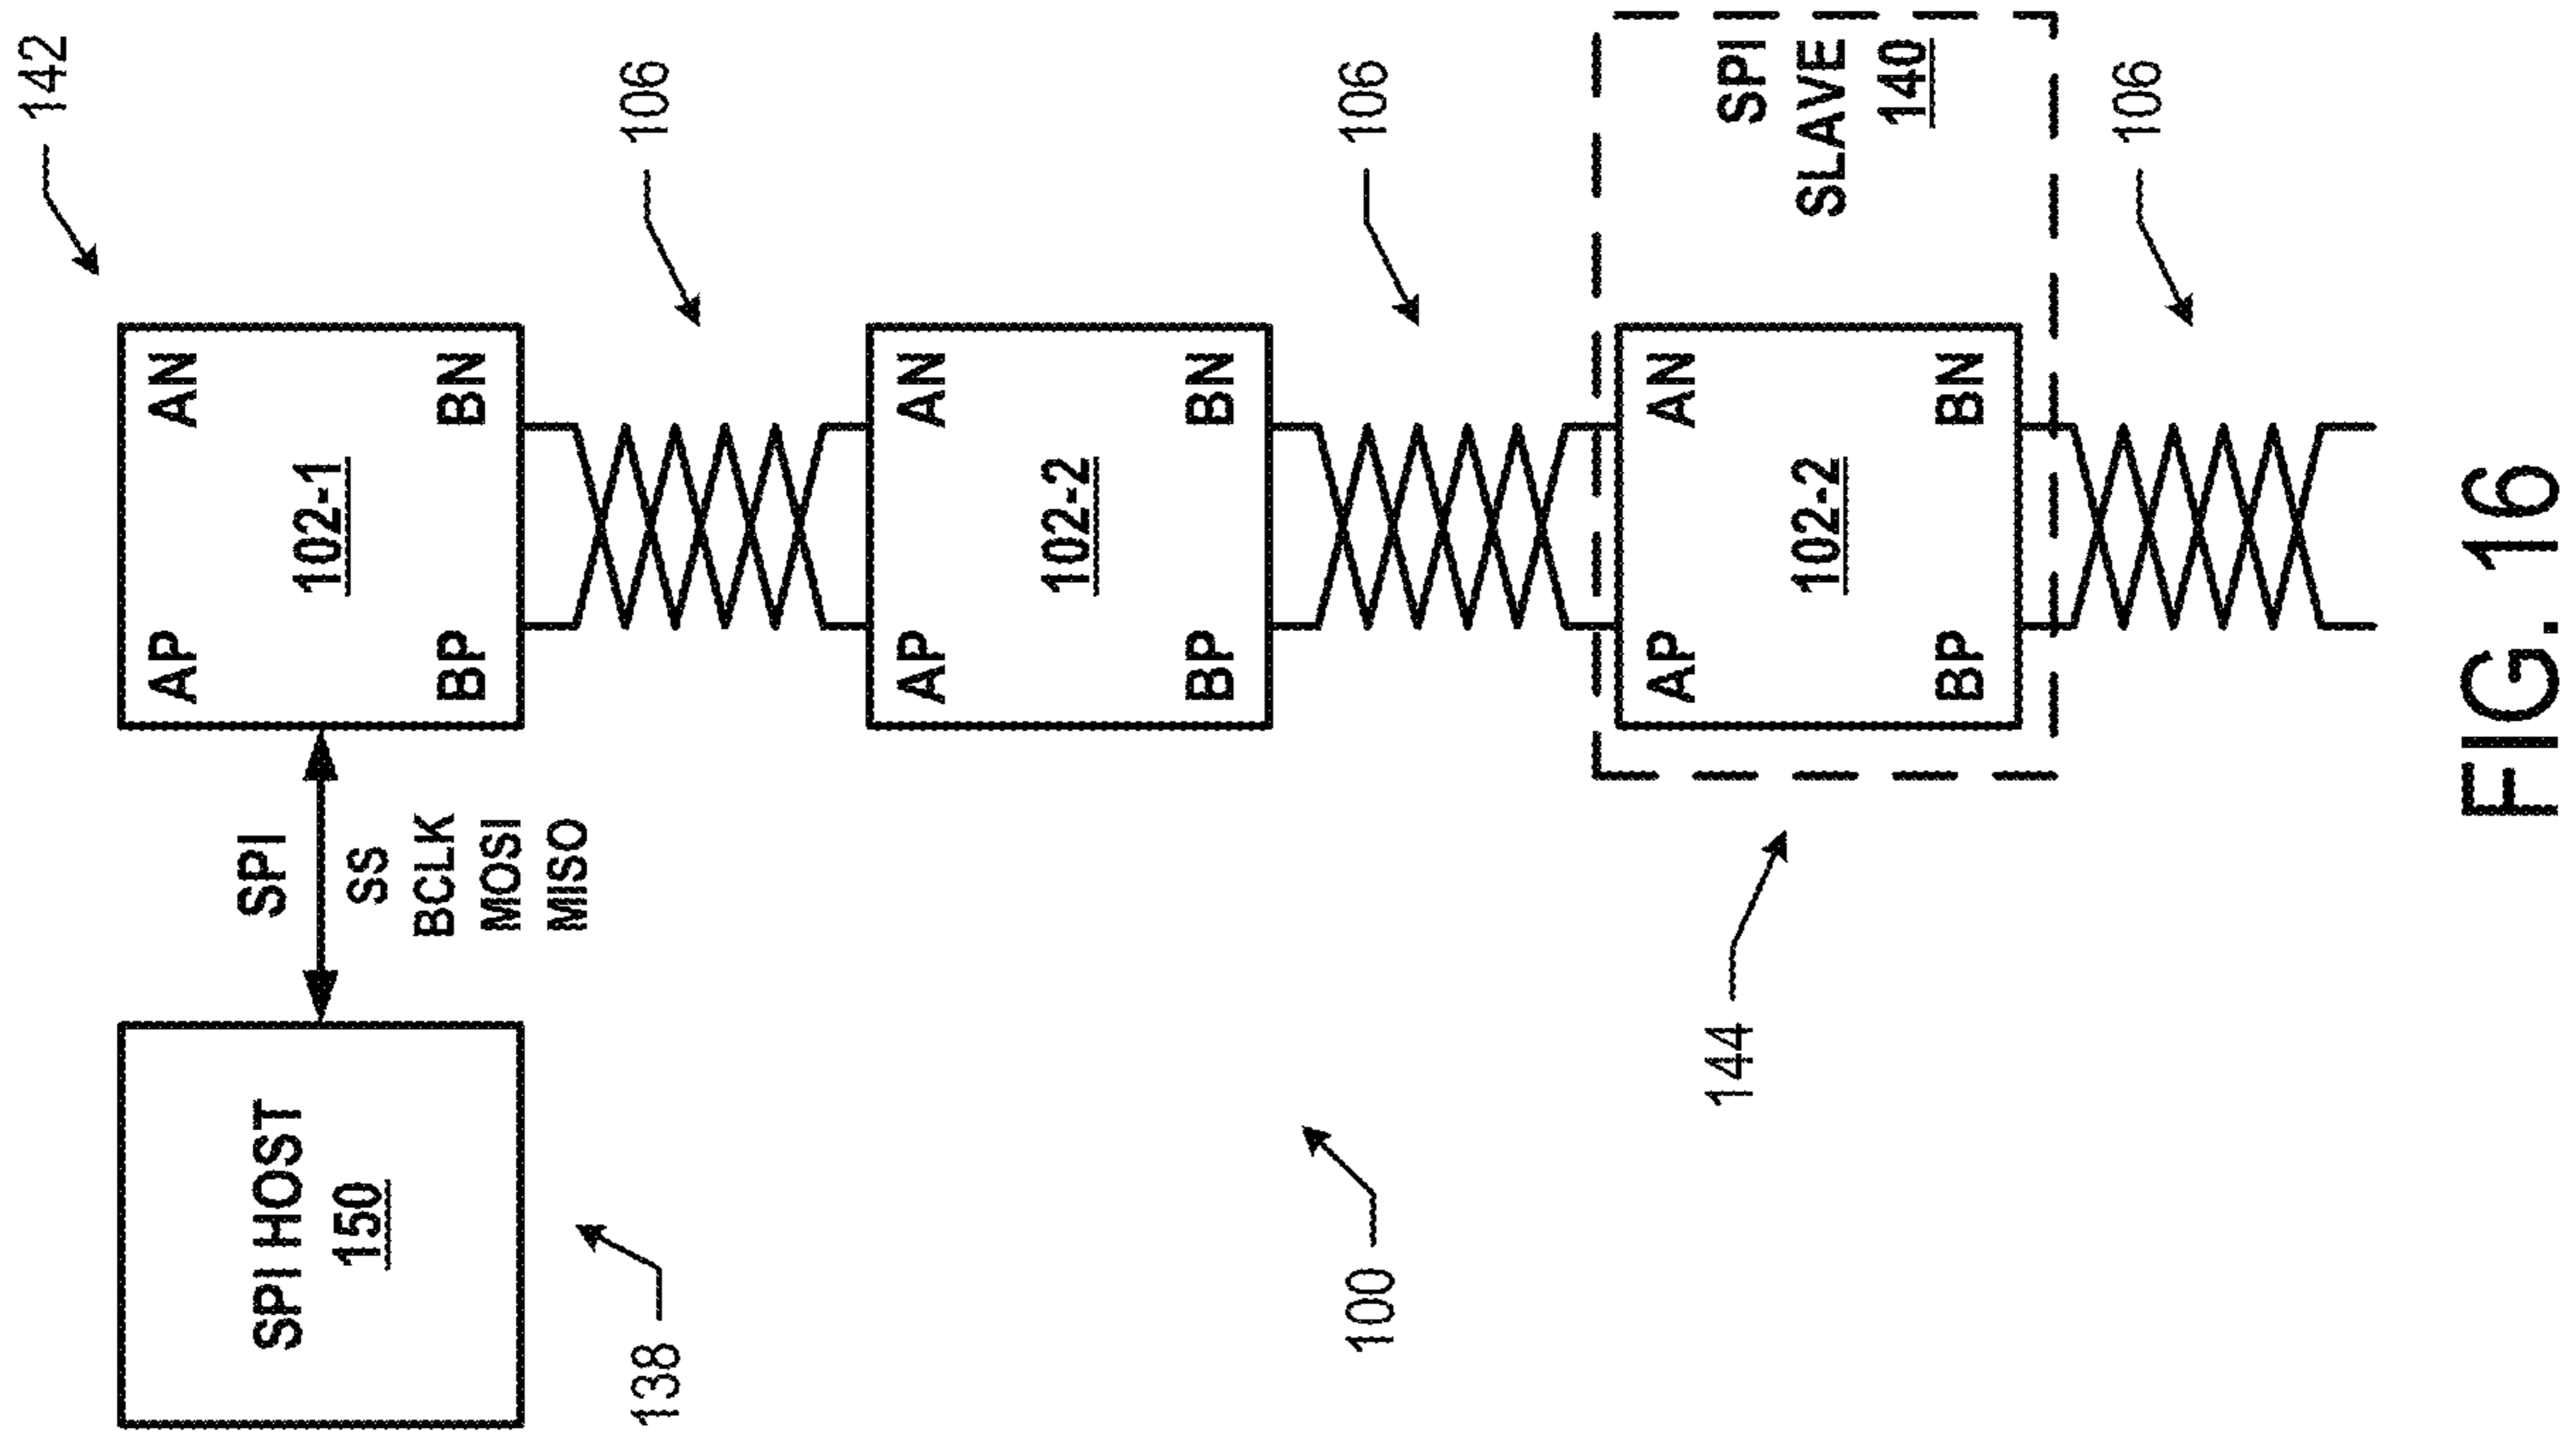 142
106
106
106
AP
AN
102-1
BP
BN
AP
AN
102-2
BP
BN
AP
AN
102-2
BP
BN
SPI
SLAVE
140
SPI
SS
BCLK
MOSI
MISO
SPI HOST
150
138
100
144
FIG. 16